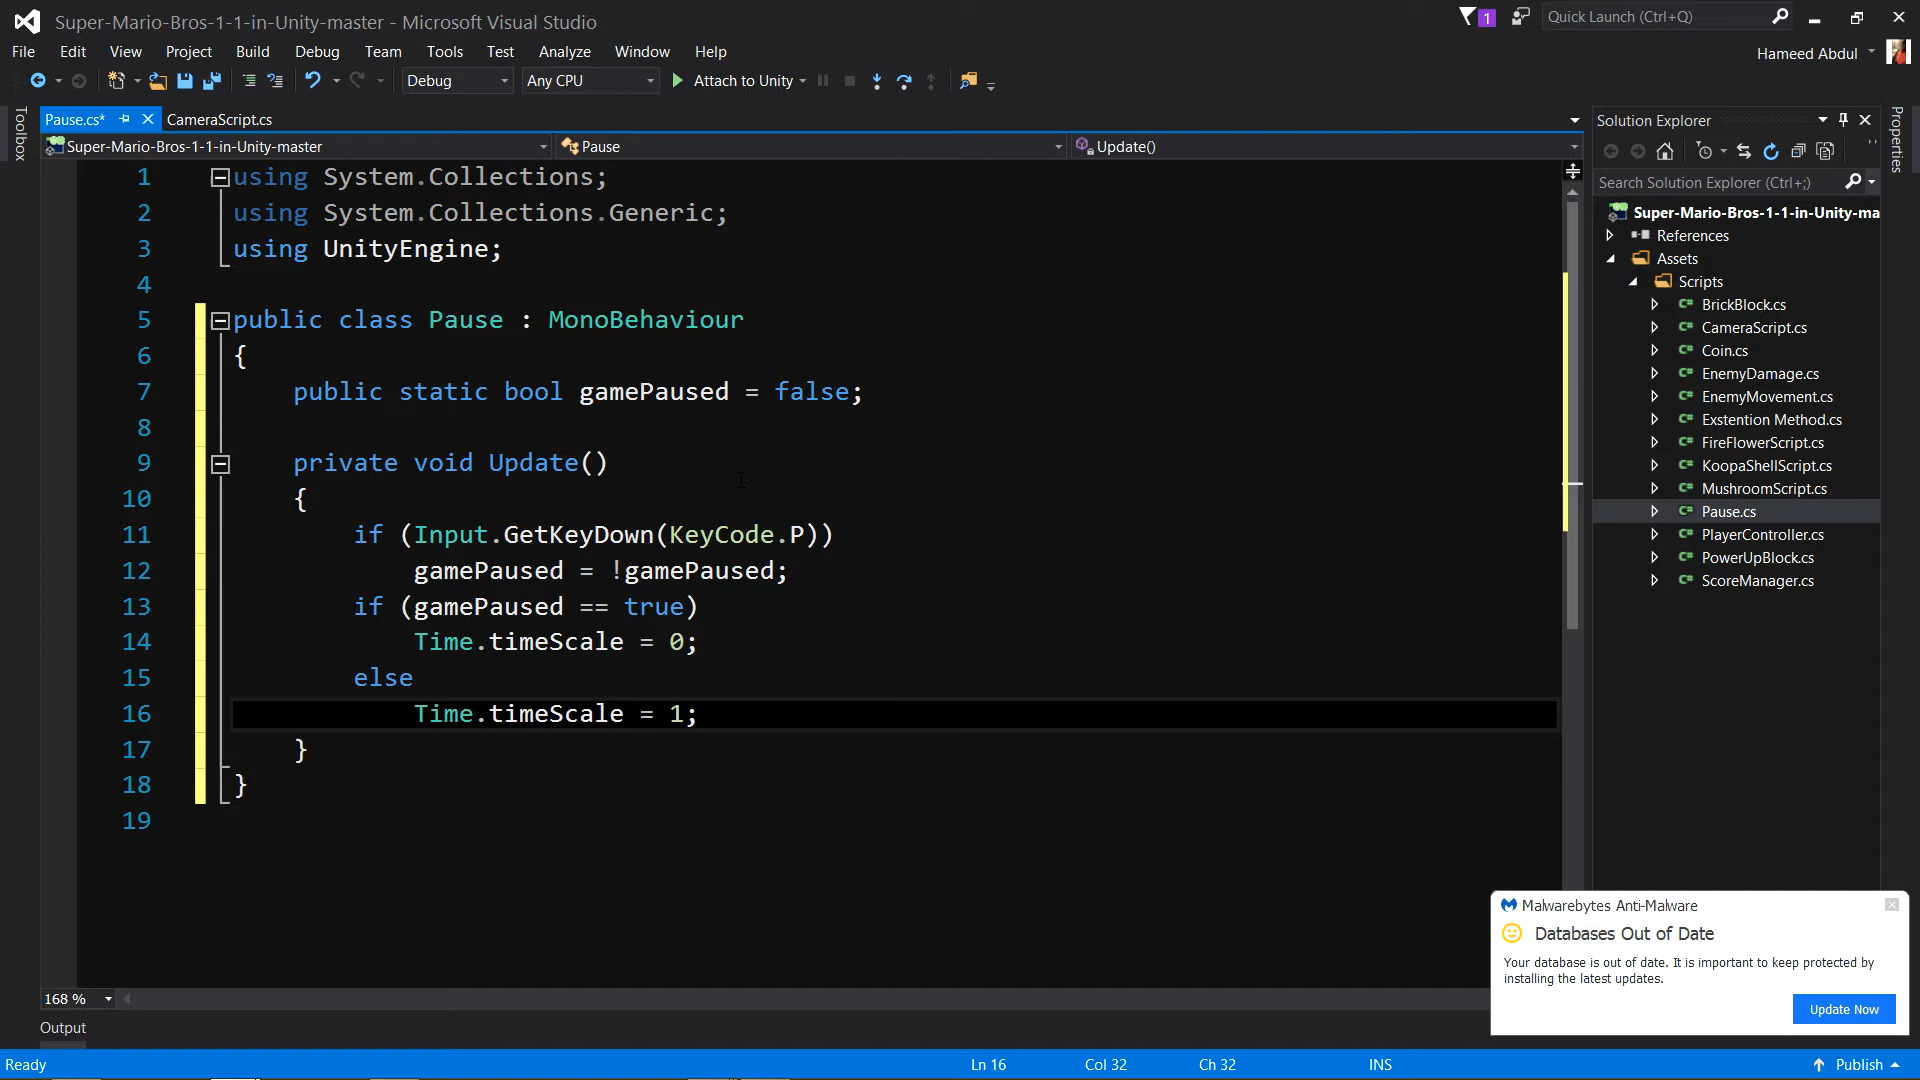 Super-Mario-Bros-1-1-in-Unity-master - Microsoft Visual Studio
1
Quick Launch (Ctrl+Q)
File Edit View Project Build Debug Team Tools Test Analyze Window Help
Hameed Abdul
Debug Any CPU Attach to Unity
Toolbox
Pause.cs* CameraScript.cs
Super-Mario-Bros-1-1-in-Unity-master Pause Update()
1 using System.Collections;
2 using System.Collections.Generic;
3 using UnityEngine;
4
5 public class Pause : MonoBehaviour
6 {
7 public static bool gamePaused = false;
8
9 private void Update()
10 {
11 if (Input.GetKeyDown(KeyCode.P))
12 gamePaused = !gamePaused;
13 if (gamePaused == true)
14 Time.timeScale = 0;
15 else
16 Time.timeScale = 1;
17 }
18 }
19
168 %
Output
Solution Explorer
Search Solution Explorer (Ctrl+;)
Super-Mario-Bros-1-1-in-Unity-ma
References
Assets
Scripts
BrickBlock.cs
CameraScript.cs
Coin.cs
EnemyDamage.cs
EnemyMovement.cs
Exstention Method.cs
FireFlowerScript.cs
KoopaShellScript.cs
MushroomScript.cs
Pause.cs
PlayerController.cs
PowerUpBlock.cs
ScoreManager.cs
Properties
Malwarebytes Anti-Malware
Databases Out of Date
Your database is out of date. It is important to keep protected by
installing the latest updates.
Update Now
Ready Ln 16 Col 32 Ch 32 INS Publish